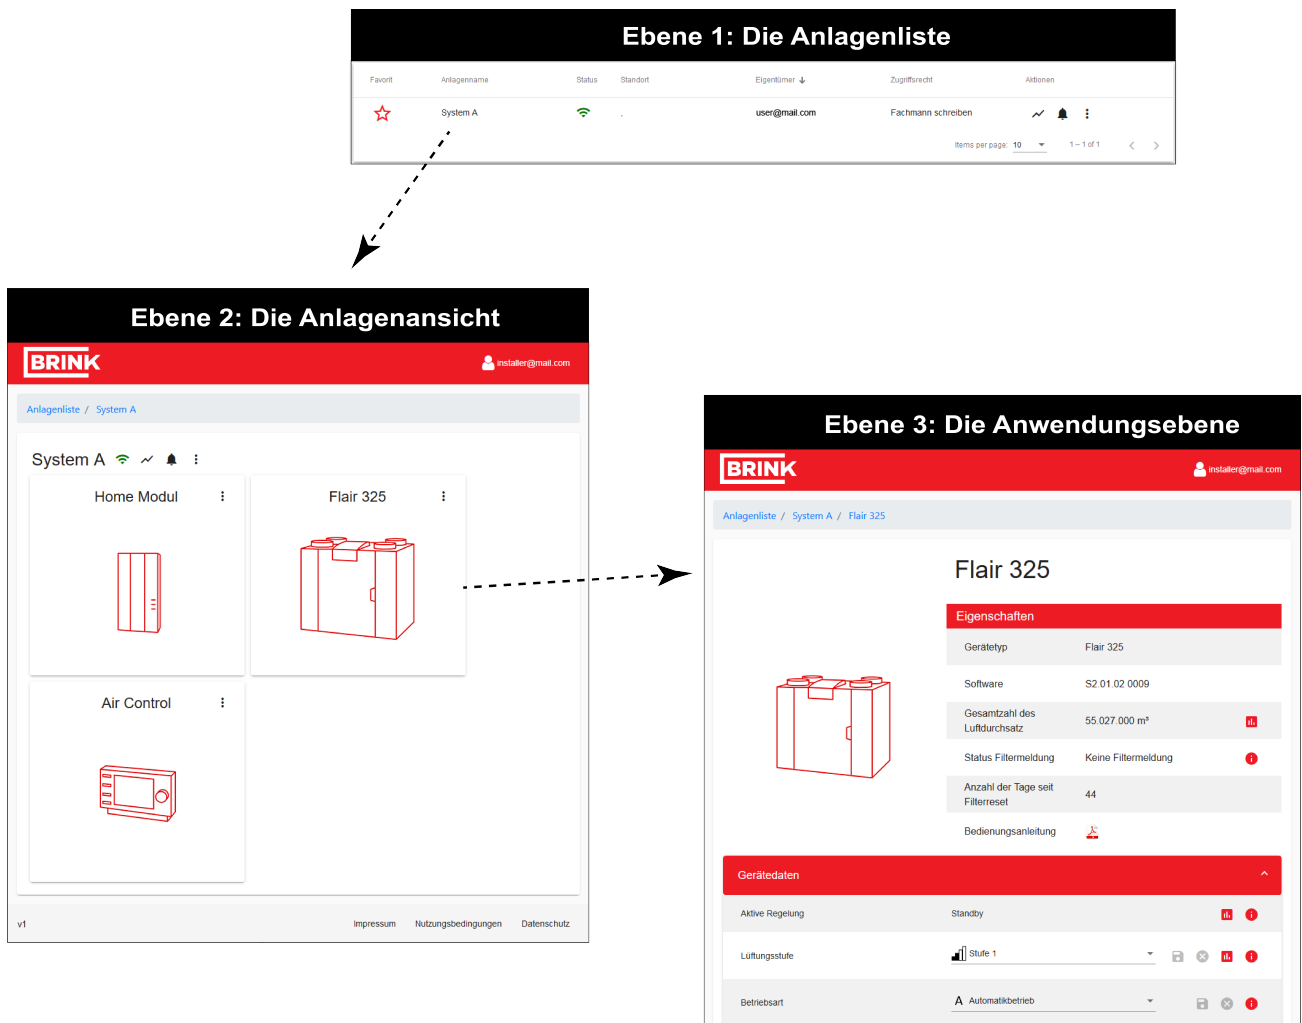 Ebene 1: Die Anlagenliste
Favorit Anlagenname Status Standort Eigentümer Zugriffsrecht Aktionen
System A . user@mail.com Fachmann schreiben
Items per page: 10 1 – 1 of 1
Ebene 2: Die Anlagenansicht
BRINK installer@mail.com
Anlagenliste / System A
System A
Home Modul Flair 325
Air Control
v1 Impressum Nutzungsbedingungen Datenschutz
Ebene 3: Die Anwendungsebene
BRINK installer@mail.com
Anlagenliste / System A / Flair 325
Flair 325
Eigenschaften
Gerätetyp Flair 325
Software S2.01.02 0009
Gesamtzahl des
Luftdurchsatz 55.027.000 m³
Status Filtermeldung Keine Filtermeldung
Anzahl der Tage seit
Filterreset 44
Bedienungsanleitung
Gerätedaten
Aktive Regelung Standby
Lüftungsstufe Stufe 1
Betriebsart A Automatikbetrieb